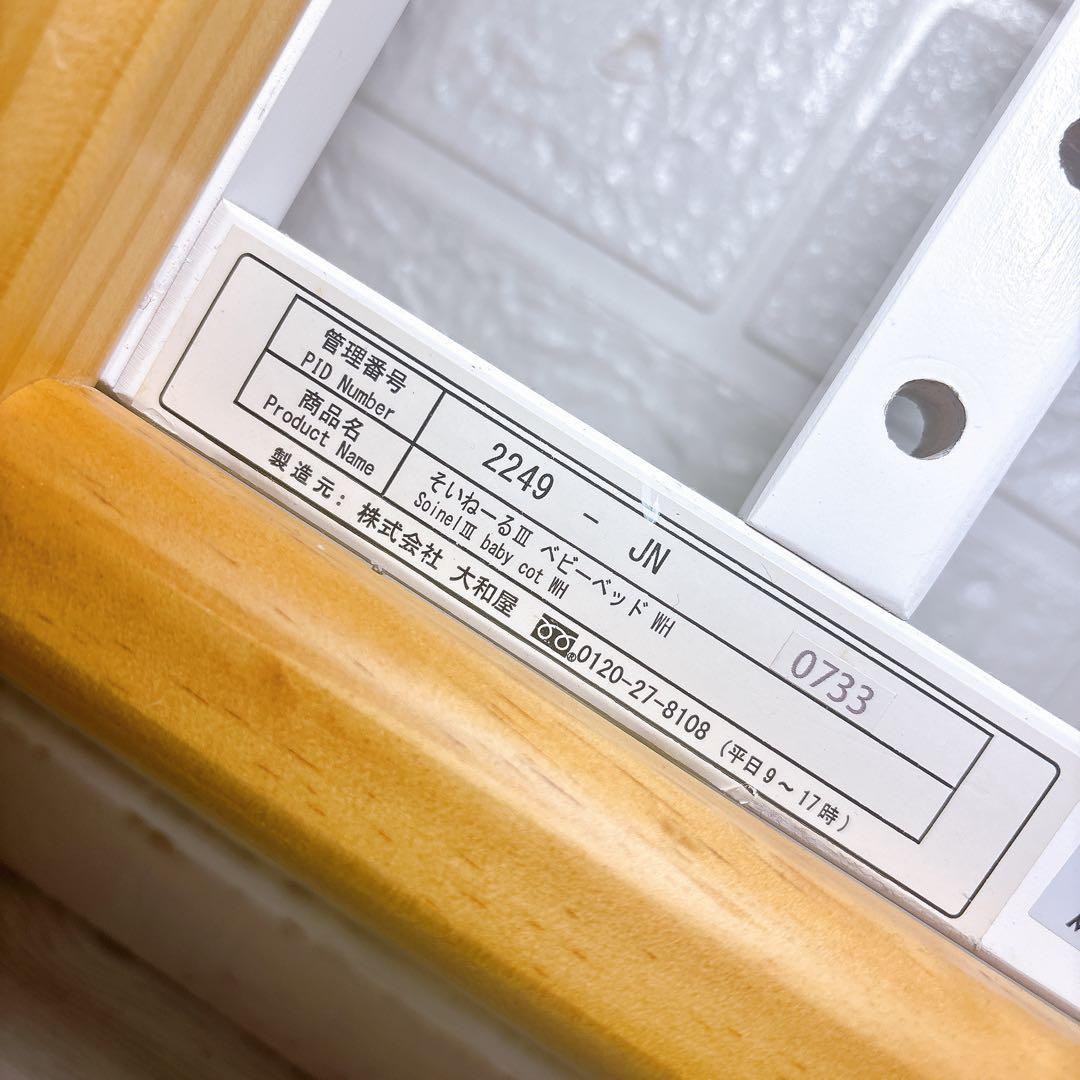 管理番号
PID Number
2249 - JN
0733
商品名
Product Name
そいねーるⅢ ベビーベッド WH
SoinelⅢ baby cot WH
製造元: 株式会社 大和屋 ® 0120-27-8108 (平日9~17時)